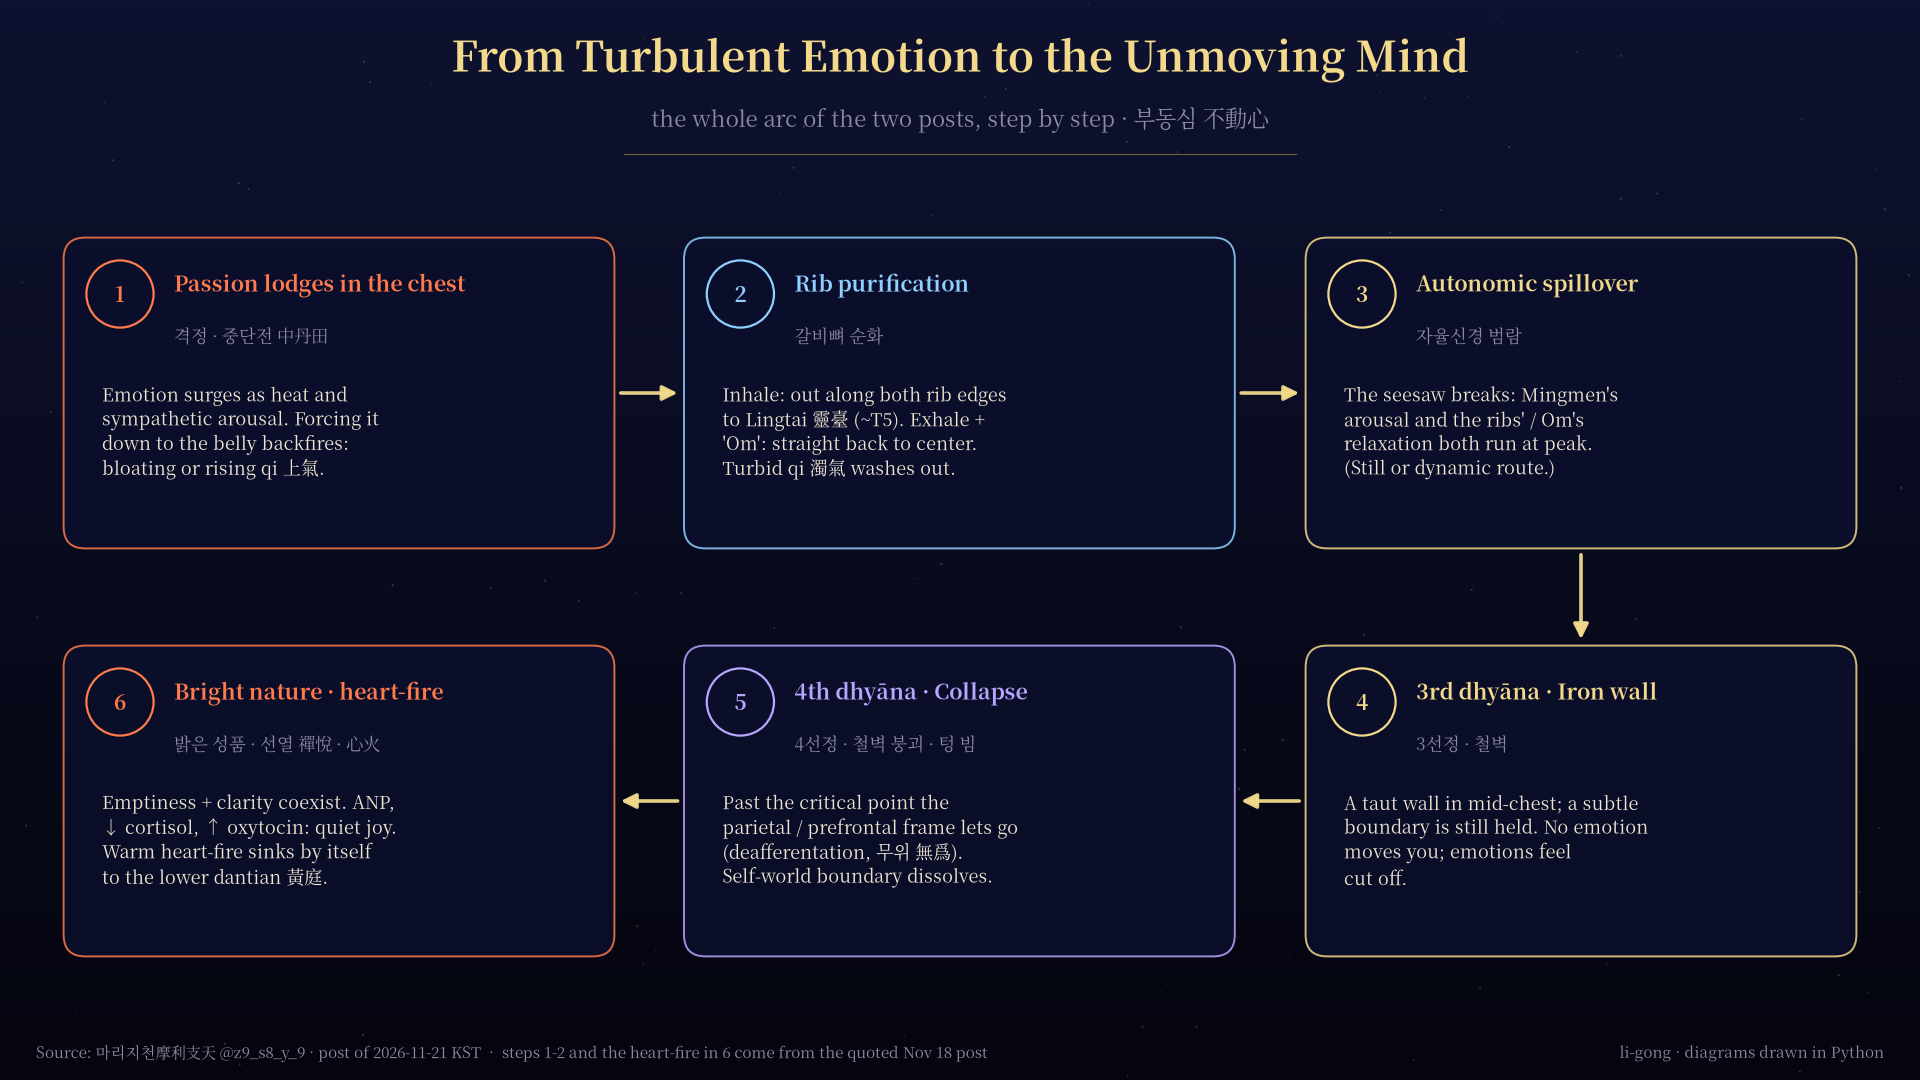 From Turbulent Emotion to the Unmoving Mind
the whole arc of the two posts, step by step · 부동심 不動心
1
Passion lodges in the chest
격정 · 중단전 中丹田
Emotion surges as heat and
sympathetic arousal. Forcing it
down to the belly backfires:
bloating or rising qi 上氣.
2
Rib purification
갈비뼈 순화
Inhale: out along both rib edges
to Lingtai 靈臺 (~T5). Exhale +
'Om': straight back to center.
Turbid qi 濁氣 washes out.
3
Autonomic spillover
자율신경 범람
The seesaw breaks: Mingmen's
arousal and the ribs' / Om's
relaxation both run at peak.
(Still or dynamic route.)
4
3rd dhyāna · Iron wall
3선정 · 철벽
A taut wall in mid-chest; a subtle
boundary is still held. No emotion
moves you; emotions feel
cut off.
5
4th dhyāna · Collapse
4선정 · 철벽 붕괴 · 텅 빔
Past the critical point the
parietal / prefrontal frame lets go
(deafferentation, 무위 無爲).
Self-world boundary dissolves.
6
Bright nature · heart-fire
밝은 성품 · 선열 禪悅 · 心火
Emptiness + clarity coexist. ANP,
↓ cortisol, ↑ oxytocin: quiet joy.
Warm heart-fire sinks by itself
to the lower dantian 黃庭.
Source: 마리지천摩利支天 @z9_s8_y_9 · post of 2026-11-21 KST · steps 1-2 and the heart-fire in 6 come from the quoted Nov 18 post
li-gong · diagrams drawn in Python